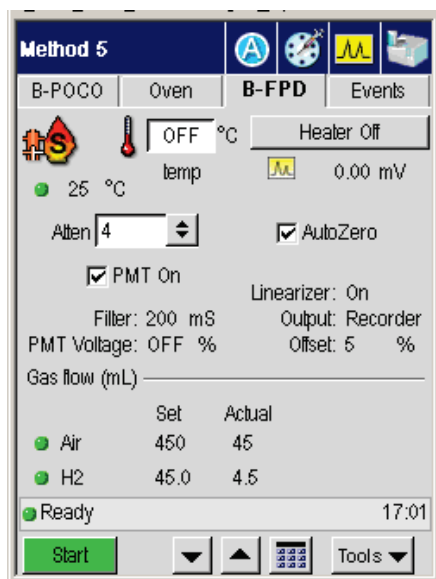 Method 5
A
B-POCO Oven B-FPD Events
S OFF °C Heater Off
temp 0.00 mV
25 °C
Atten 4 AutoZero
PMT On
Linearizer: On
Filter: 200 mS Output: Recorder
PMT Voltage: OFF % Offset: 5 %
Gas flow (mL)
Set Actual
Air 450 45
H2 45.0 4.5
Ready 17:01
Start Tools